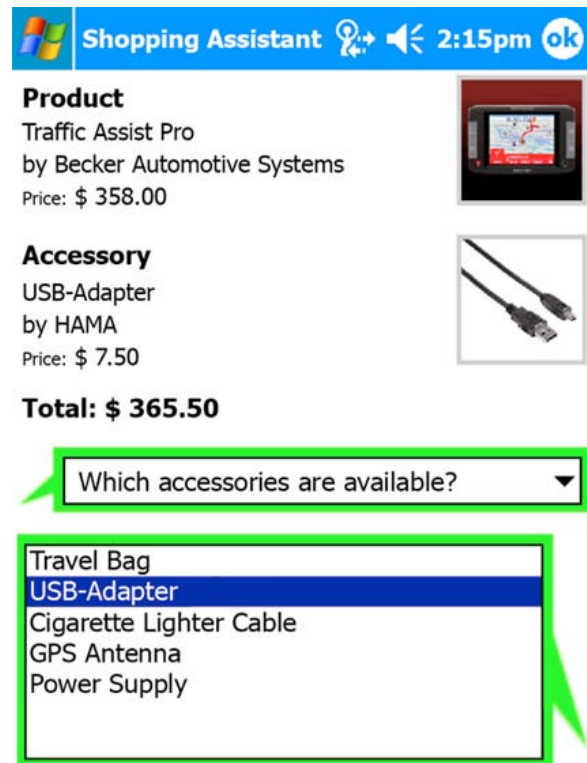 Shopping Assistant 2:15pm ok
Product
Traffic Assist Pro
by Becker Automotive Systems
Price: $ 358.00
Accessory
USB-Adapter
by HAMA
Price: $ 7.50
Total: $ 365.50
Which accessories are available?
Travel Bag
USB-Adapter
Cigarette Lighter Cable
GPS Antenna
Power Supply